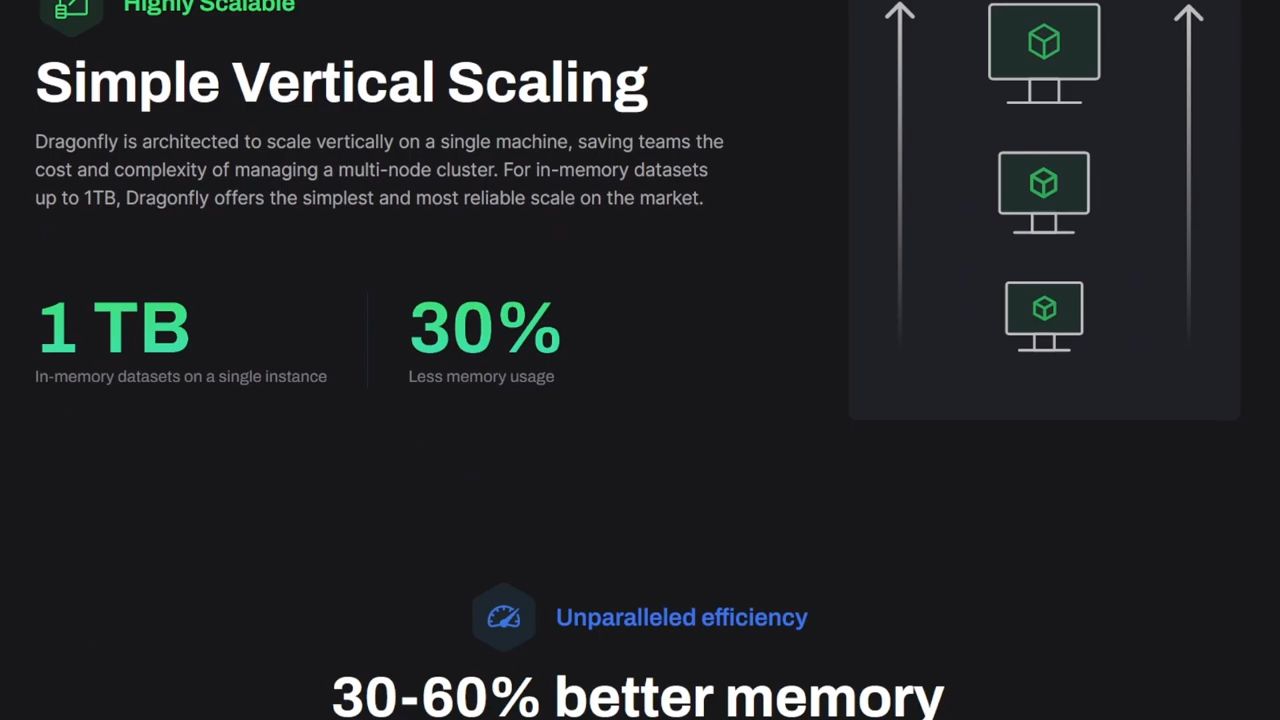 Highly Scalable
Simple Vertical Scaling
Dragonfly is architected to scale vertically on a single machine, saving teams the
cost and complexity of managing a multi-node cluster. For in-memory datasets
up to 1TB, Dragonfly offers the simplest and most reliable scale on the market.
1 TB
In-memory datasets on a single instance
30%
Less memory usage
Unparalleled efficiency
30-60% better memory